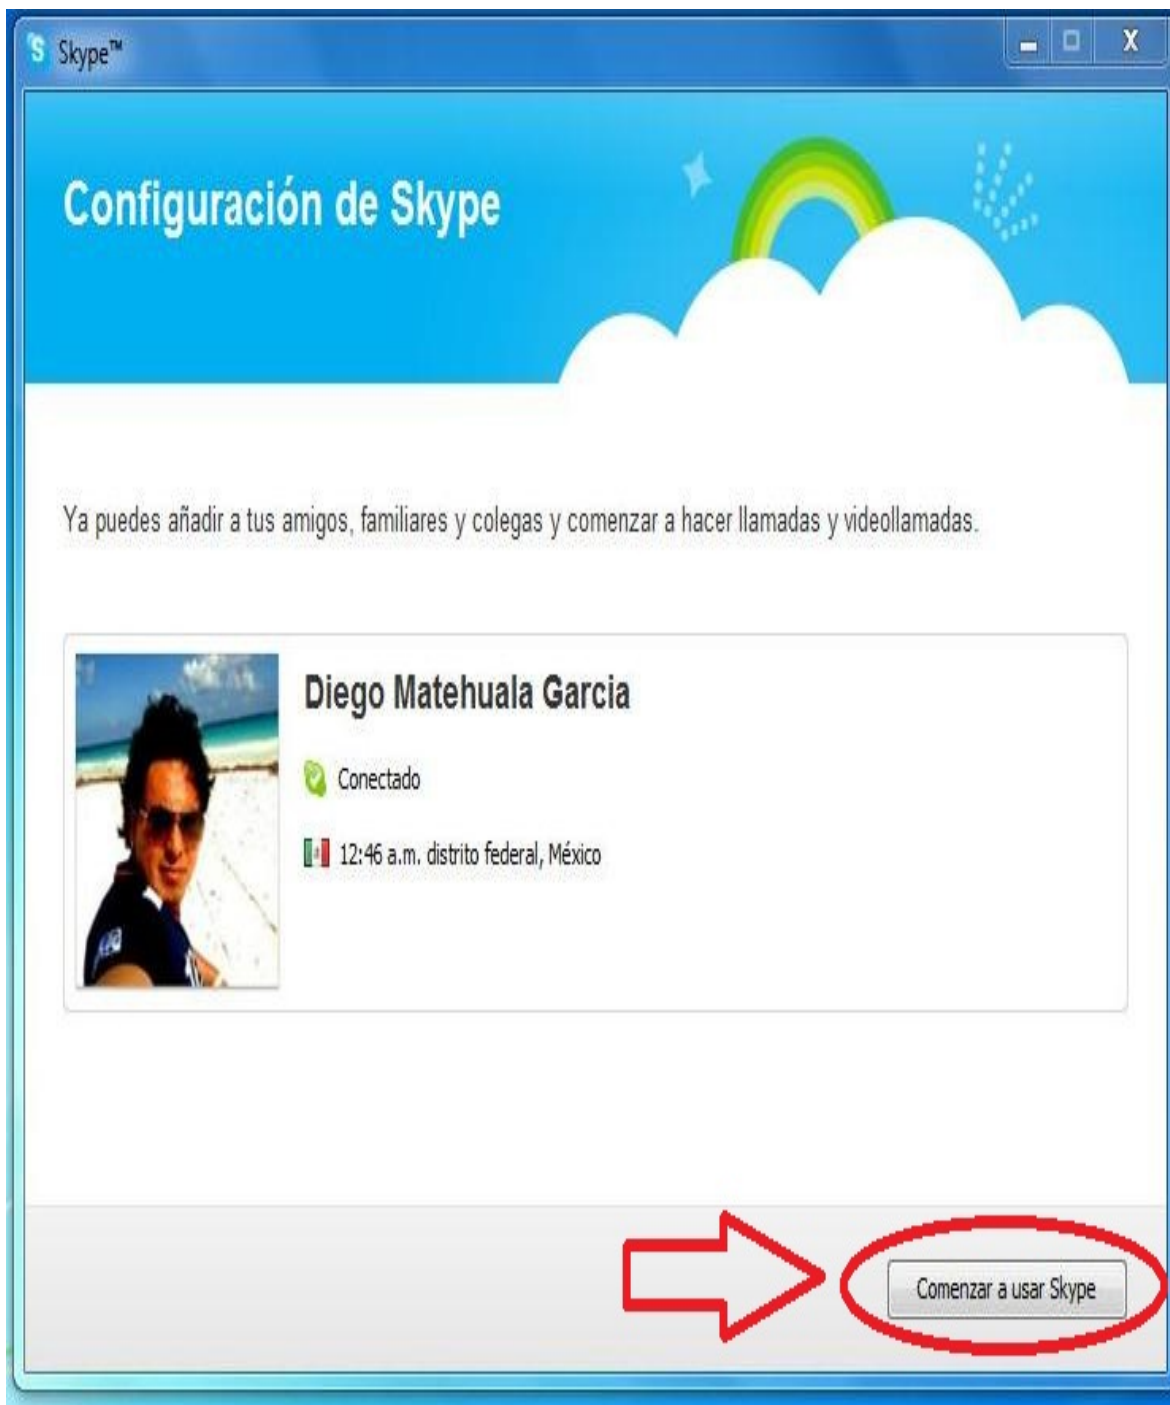 Skype™
Configuración de Skype
Ya puedes añadir a tus amigos, familiares y colegas y comenzar a hacer llamadas y videollamadas.
Diego Matehuala Garcia
Conectado
12:46 a.m. distrito federal, México
Comenzar a usar Skype